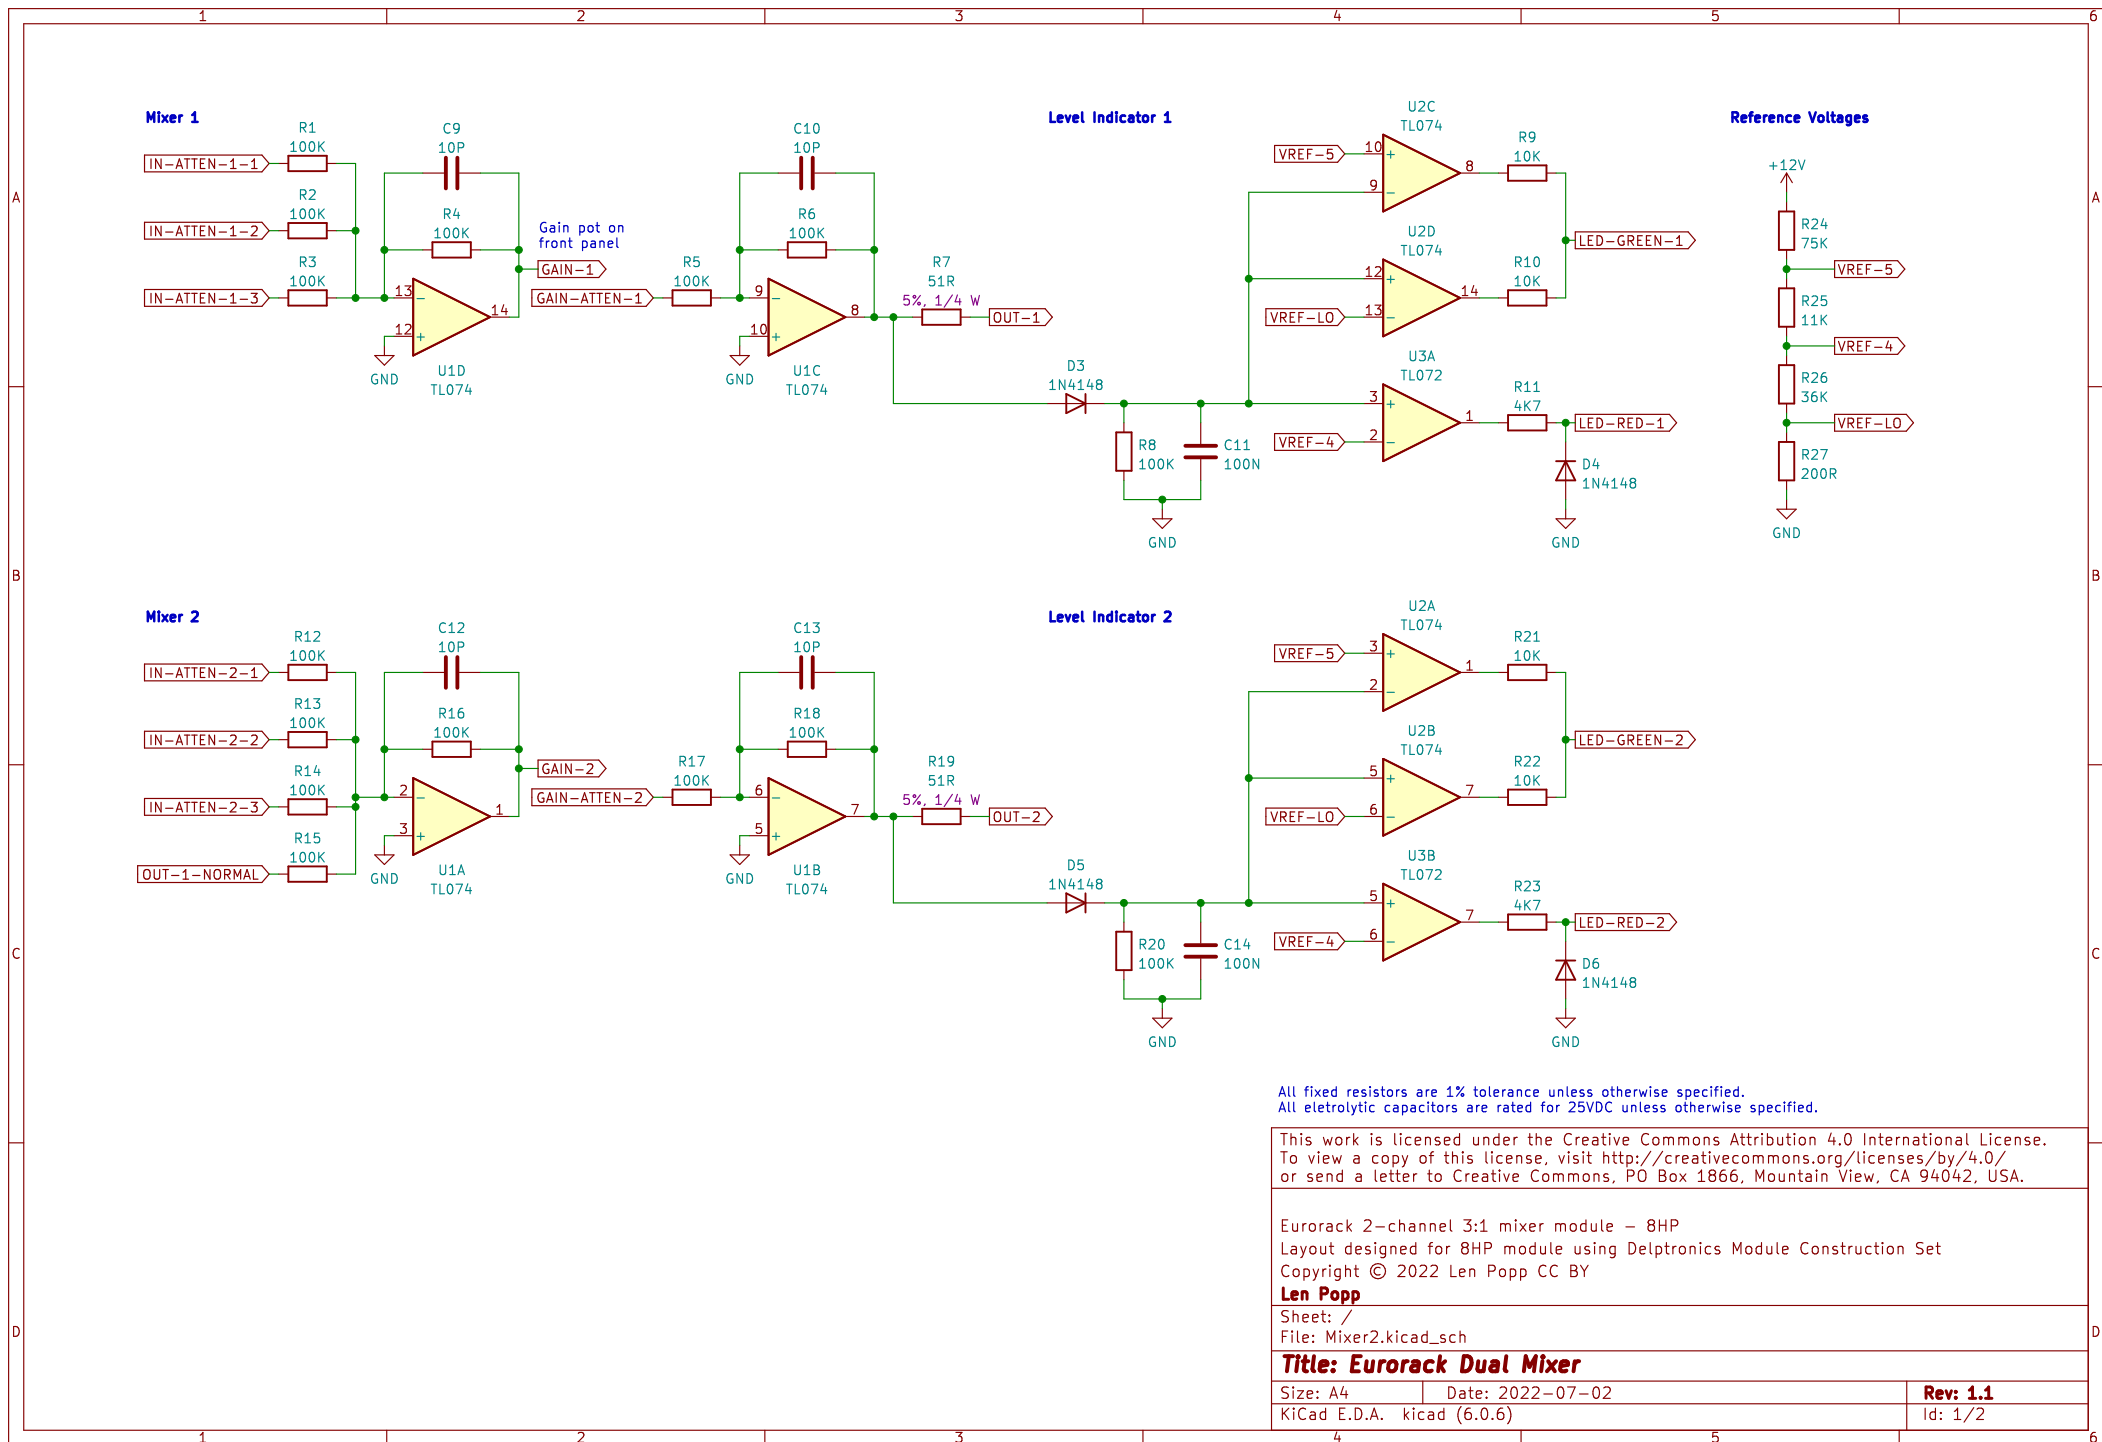 1 2 3 4 5 6
A
B
C
D
A
B
C
D
1 2 3 4 5 6
Mixer 1
IN-ATTEN-1-1
R1
100K
IN-ATTEN-1-2
R2
100K
IN-ATTEN-1-3
R3
100K
C9
10P
R4
100K
13
12
14
−
+
GND
U1D
TL074
Gain pot on
front panel
GAIN-1
GAIN-ATTEN-1
R5
100K
C10
10P
R6
100K
9
10
8
−
+
GND
U1C
TL074
R7
51R
5%, 1/4 W
OUT-1
Level Indicator 1
D3
1N4148
R8
100K
C11
100N
GND
U2C
TL074
VREF-5
10
9
8
+
−
R9
10K
U2D
TL074
12
VREF-LO
13
14
+
−
R10
10K
LED-GREEN-1
U3A
TL072
3
VREF-4
2
1
+
−
R11
4K7
LED-RED-1
D4
1N4148
GND
Reference Voltages
+12V
R24
75K
VREF-5
R25
11K
VREF-4
R26
36K
VREF-LO
R27
200R
GND
Mixer 2
IN-ATTEN-2-1
R12
100K
IN-ATTEN-2-2
R13
100K
IN-ATTEN-2-3
R14
100K
OUT-1-NORMAL
R15
100K
C12
10P
R16
100K
2
3
1
−
+
GND
U1A
TL074
GAIN-2
GAIN-ATTEN-2
R17
100K
C13
10P
R18
100K
6
5
7
−
+
GND
U1B
TL074
R19
51R
5%, 1/4 W
OUT-2
Level Indicator 2
D5
1N4148
R20
100K
C14
100N
GND
U2A
TL074
VREF-5
3
2
1
+
−
R21
10K
U2B
TL074
5
VREF-LO
6
7
+
−
R22
10K
LED-GREEN-2
U3B
TL072
5
VREF-4
6
7
+
−
R23
4K7
LED-RED-2
D6
1N4148
GND
All fixed resistors are 1% tolerance unless otherwise specified.
All eletrolytic capacitors are rated for 25VDC unless otherwise specified.
This work is licensed under the Creative Commons Attribution 4.0 International License.
To view a copy of this license, visit http://creativecommons.org/licenses/by/4.0/
or send a letter to Creative Commons, PO Box 1866, Mountain View, CA 94042, USA.
Eurorack 2-channel 3:1 mixer module - 8HP
Layout designed for 8HP module using Delptronics Module Construction Set
Copyright © 2022 Len Popp CC BY
Len Popp
Sheet: /
File: Mixer2.kicad_sch
Title: Eurorack Dual Mixer
Size: A4 Date: 2022-07-02 Rev: 1.1
KiCad E.D.A. kicad (6.0.6) Id: 1/2